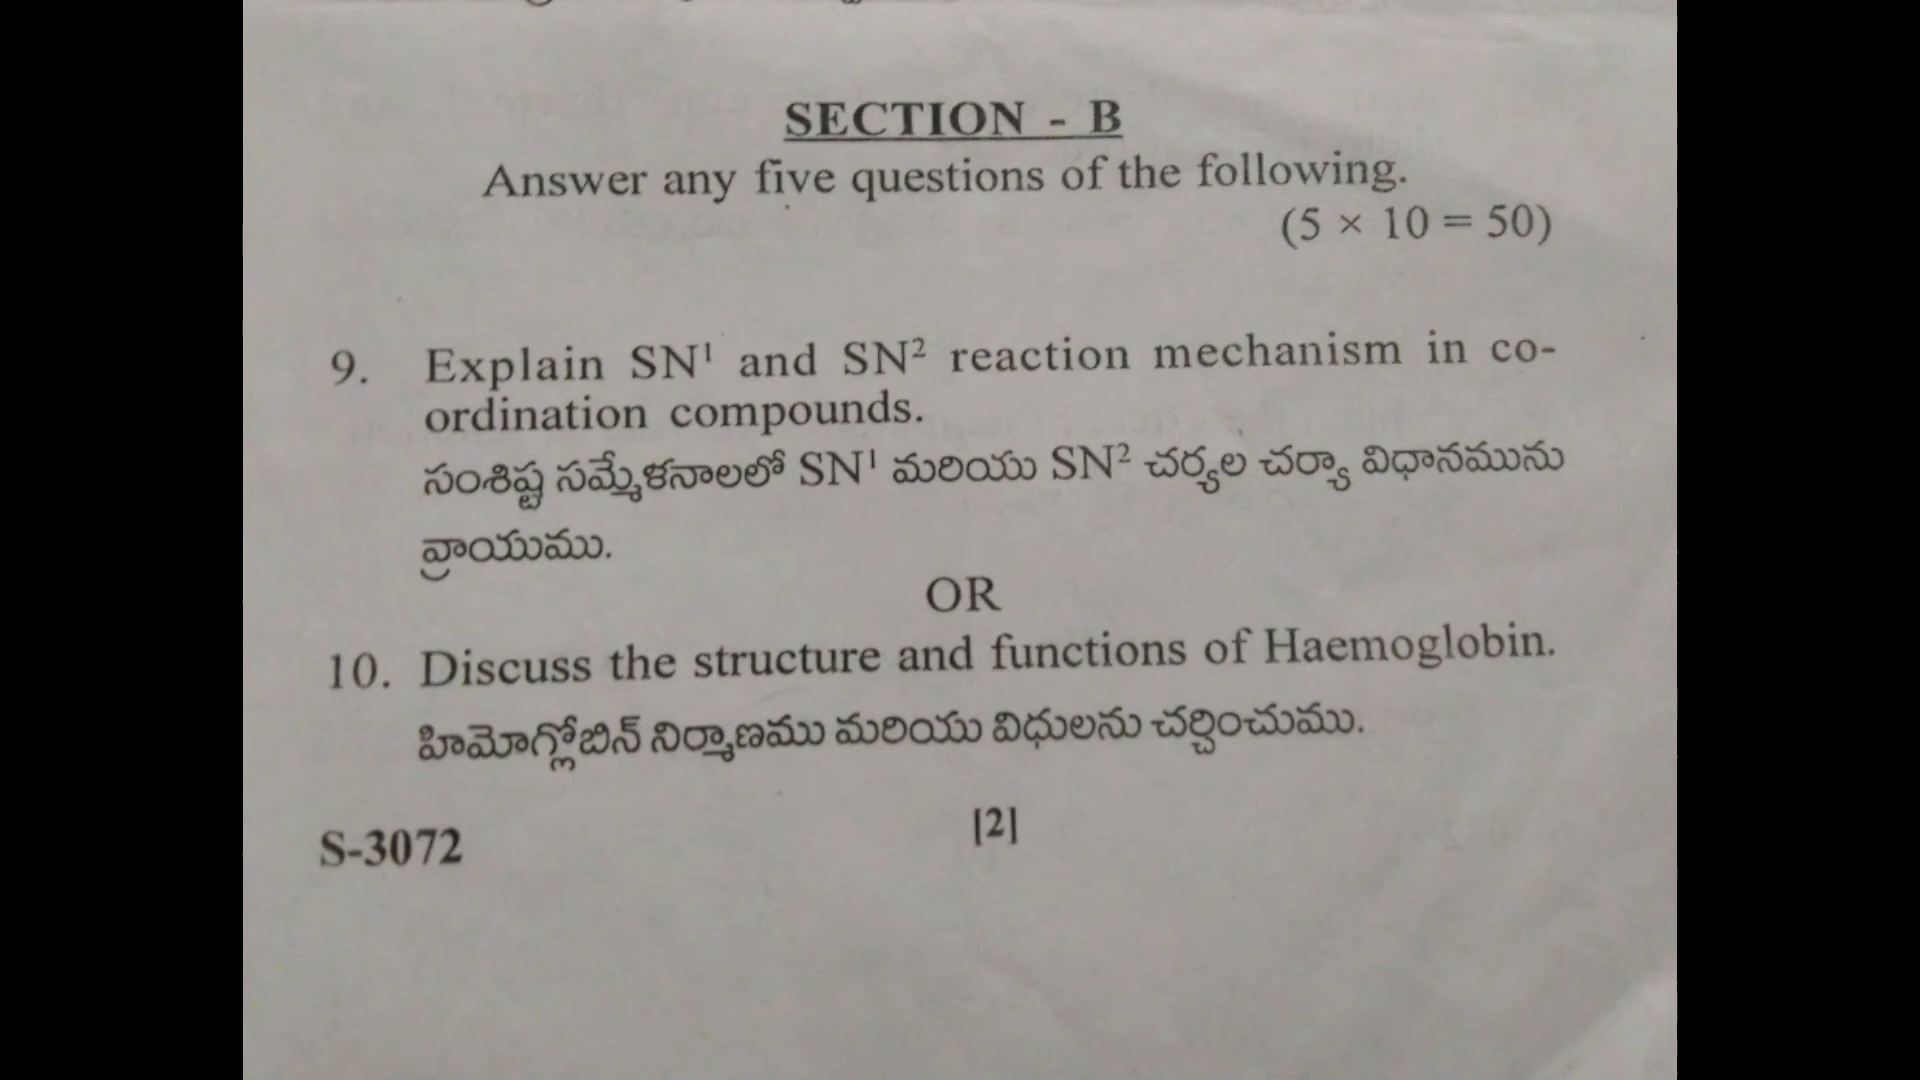 SECTION - B
Answer any five questions of the following.
(5 × 10 = 50)
9. Explain SN¹ and SN² reaction mechanism in co-
ordination compounds.
సంశిష్ట సమ్మేళనాలలో SN¹ మరియు SN² చర్యల చర్యా విధానమును
వ్రాయుము.
OR
10. Discuss the structure and functions of Haemoglobin.
హిమోగ్లోబిన్ నిర్మాణము మరియు విధులను చర్చించుము.
S-3072
[2]